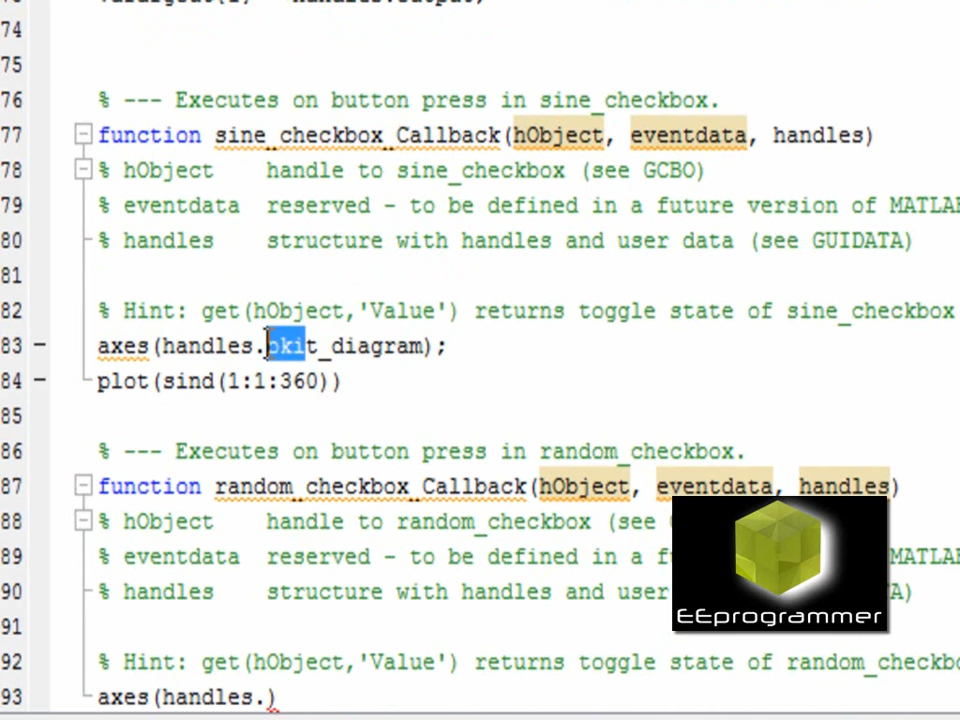 74
75
76 % --- Executes on button press in sine_checkbox.
77 function sine_checkbox_Callback(hObject, eventdata, handles)
78 % hObject handle to sine_checkbox (see GCBO)
79 % eventdata reserved - to be defined in a future version of MATLAB
80 % handles structure with handles and user data (see GUIDATA)
81
82 % Hint: get(hObject,'Value') returns toggle state of sine_checkbox
83 - axes(handles.pkit_diagram);
84 - plot(sind(1:1:360))
85
86 % --- Executes on button press in random_checkbox.
87 function random_checkbox_Callback(hObject, eventdata, handles)
88 % hObject handle to random_checkbox (see
89 % eventdata reserved - to be defined in a MATLAB
90 % handles structure with handles and user A)
91
92 % Hint: get(hObject,'Value') returns toggle state of
93 axes(handles.)
EEprogrammer